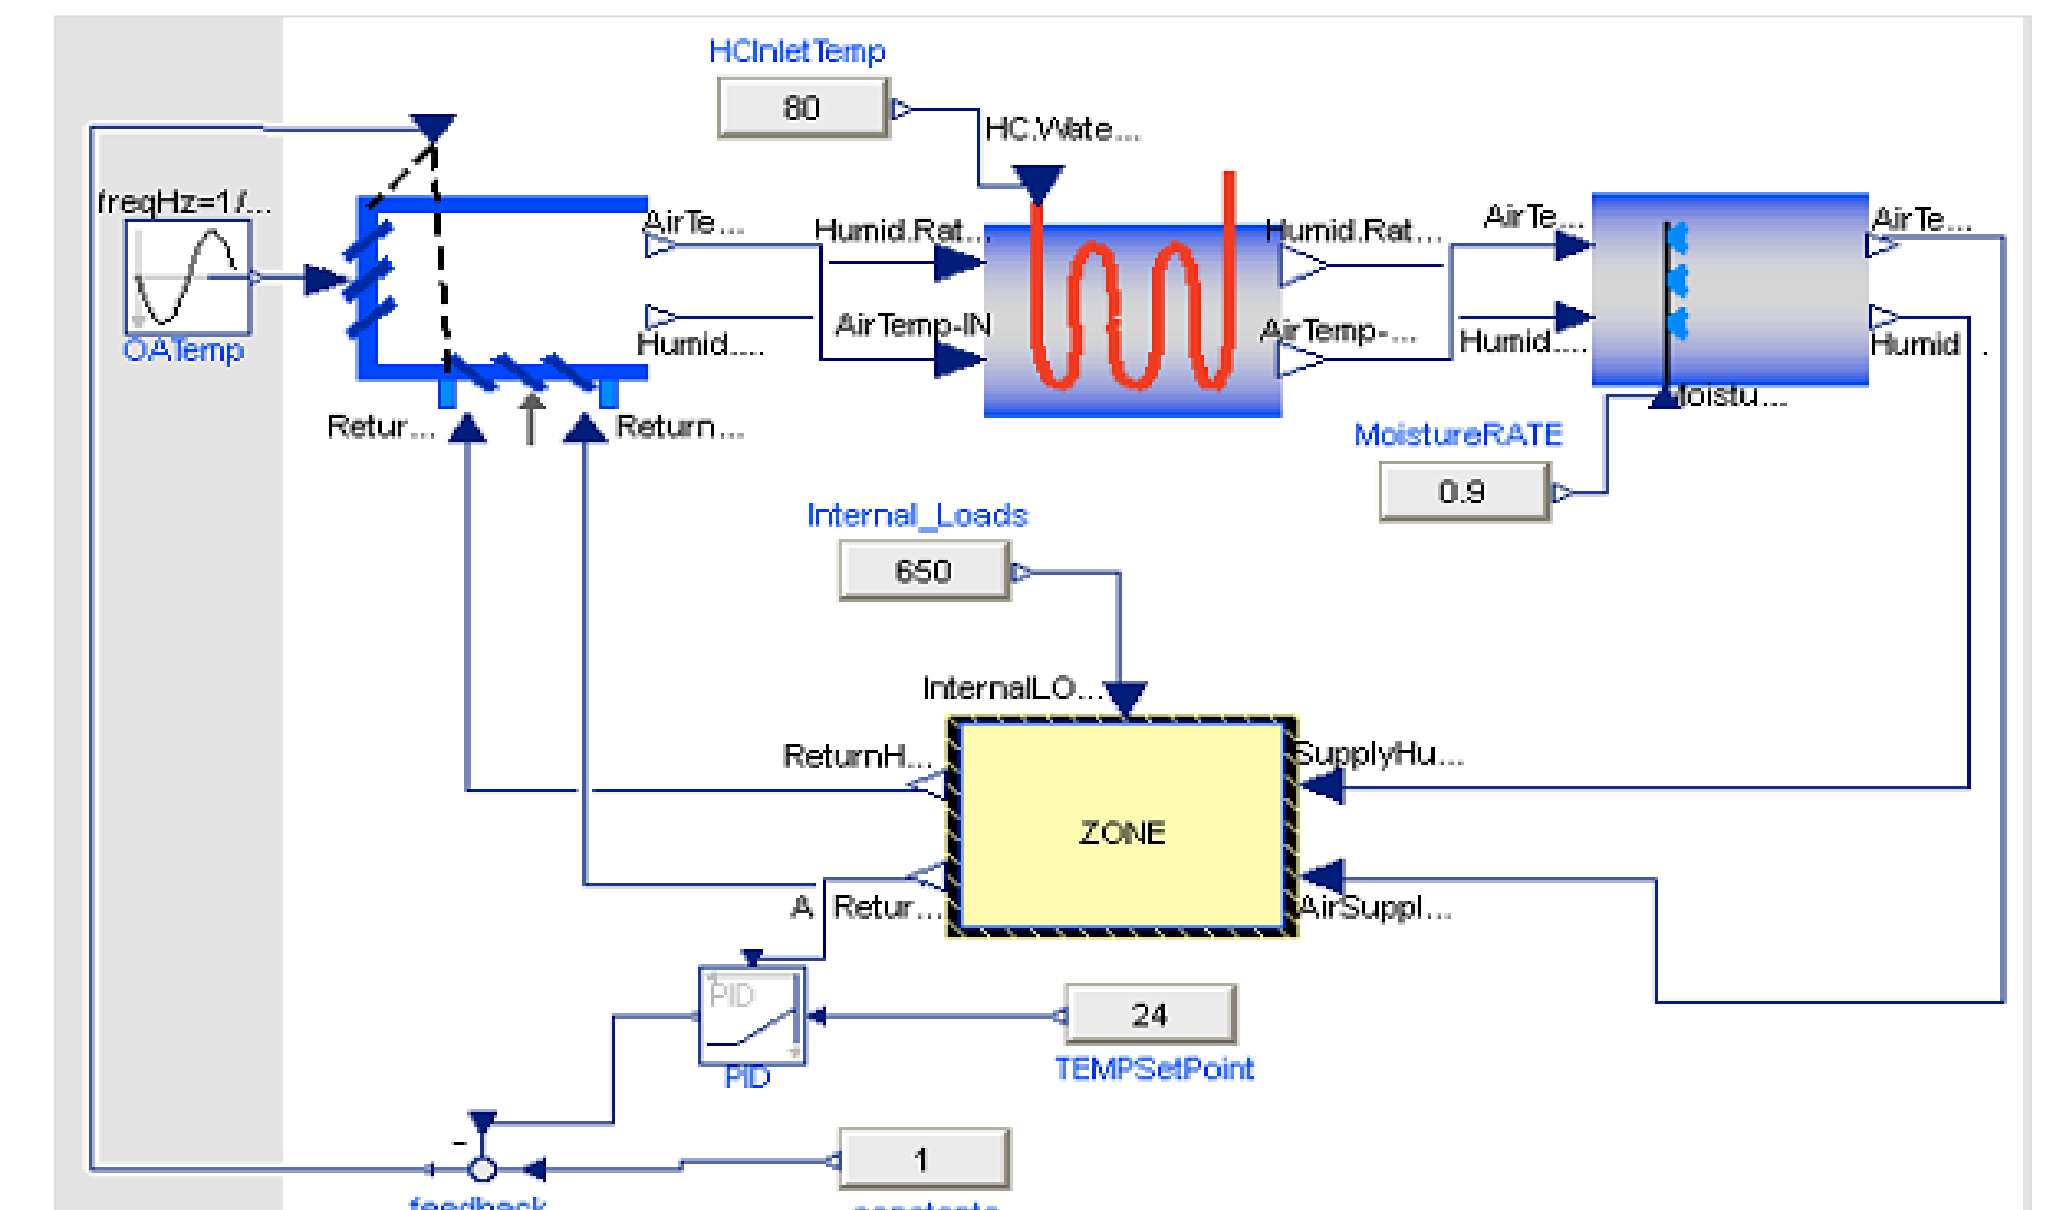 HCInletTemp
80
HC.Wate...
freqHz=1/...
AirTe...
Humid.Rat...
Humid.Rat...
AirTe...
AirTe...
OATemp
Humid....
AirTemp-IN
AirTemp-...
Humid....
Humid .
Retur...
Return...
oistu...
MoistureRATE
0.9
Internal_Loads
650
InternalLO...
ReturnH...
SupplyHu...
ZONE
A
Retur...
AirSuppl...
PID
24
PID
TEMPSetPoint
-
1
feedback